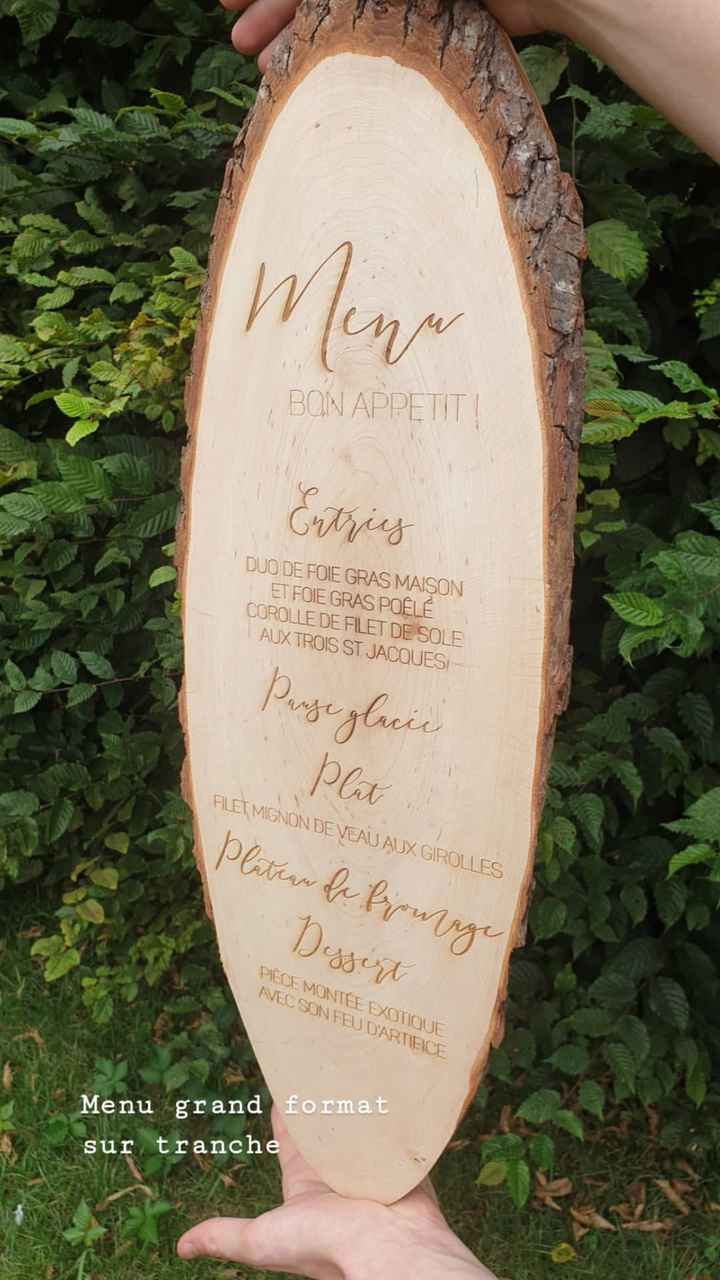 Menu
BON APPETIT !
Entrées
DUO DE FOIE GRAS MAISON
ET FOIE GRAS POÊLÉ
COROLLE DE FILET DE SOLE
AUX TROIS ST JACQUES
Pause glacée
Plat
FILET MIGNON DE VEAU AUX GIROLLES
Plateau de fromage
Dessert
PIÈCE MONTÉE EXOTIQUE
AVEC SON FEU D'ARTIFICE
Menu grand format
sur tranche